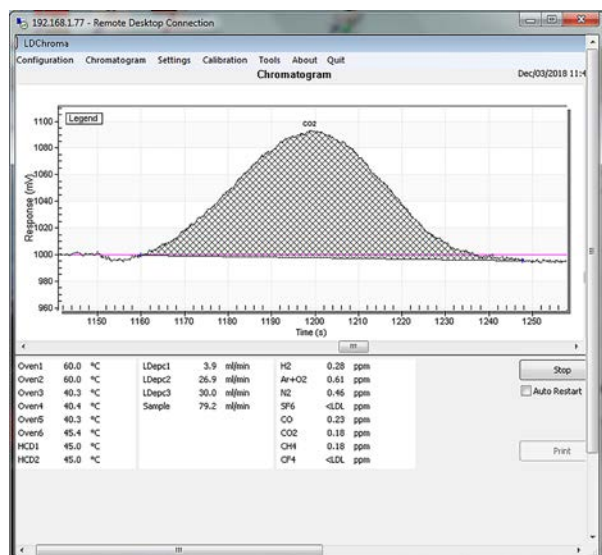 192.168.1.77 - Remote Desktop Connection
LDChroma
Configuration Chromatogram Settings Calibration Tools About Quit
Chromatogram
Dec/03/2018 11:4
Legend
CO2
Response (mV)
1100
1080
1060
1040
1020
1000
980
960
1150 1160 1170 1180 1190 1200 1210 1220 1230 1240 1250
Time (s)
Oven1 60.0 °C LDepc1 3.9 ml/min H2 0.28 ppm
Stop
Oven2 60.0 °C LDepc2 26.9 ml/min Ar+O2 0.61 ppm
Oven3 40.3 °C LDepc3 30.0 ml/min N2 0.46 ppm
Auto Restart
Oven4 40.4 °C Sample 79.2 ml/min SF6 <LDL ppm
Oven5 40.3 °C CO 0.23 ppm
Oven6 45.4 °C CO2 0.18 ppm
HCD1 45.0 °C CH4 0.18 ppm
Print
HCD2 45.0 °C CF4 <LDL ppm